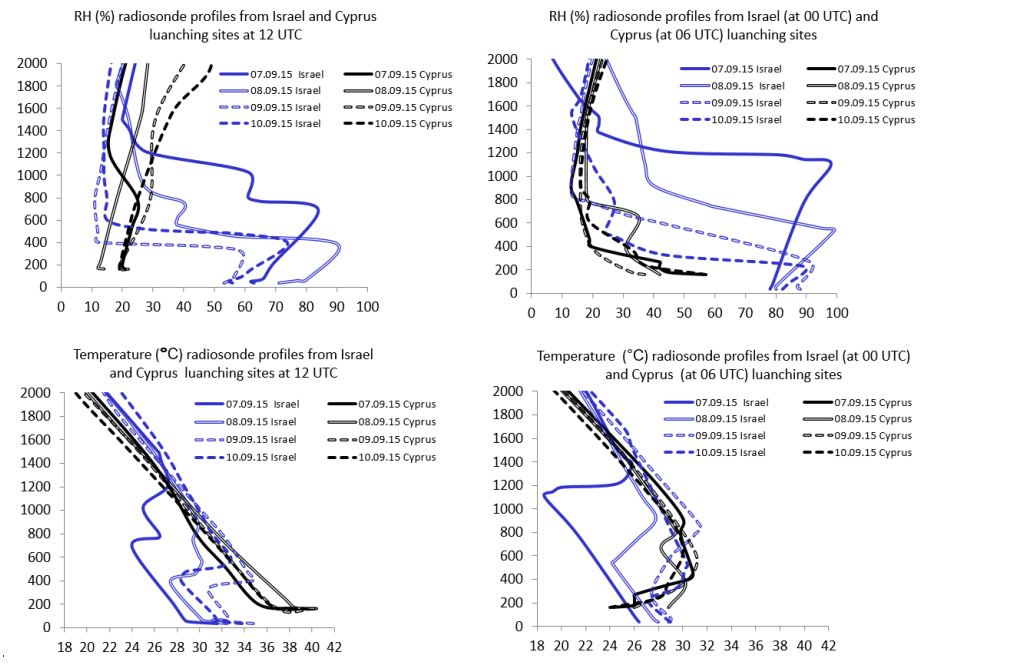 RH (%) radiosonde profiles from Israel and Cyprus
luanching sites at 12 UTC
2000
1800
1600
1400
1200
1000
800
600
400
200
0
0 10 20 30 40 50 60 70 80 90 100
07.09.15 Israel 07.09.15 Cyprus
08.09.15 Israel 08.09.15 Cyprus
09.09.15 Israel 09.09.15 Cyprus
10.09.15 Israel 10.09.15 Cyprus
RH (%) radiosonde profiles from Israel (at 00 UTC) and
Cyprus (at 06 UTC) luanching sites
2000
1800
1600
1400
1200
1000
800
600
400
200
0
0 10 20 30 40 50 60 70 80 90 100
07.09.15 Israel 07.09.15 Cyprus
08.09.15 Israel 08.09.15 Cyprus
09.09.15 Israel 09.09.15 Cyprus
10.09.15 Israel 10.09.15 Cyprus
Temperature (°C) radiosonde profiles from Israel
and Cyprus luanching sites at 12 UTC
2000
1800
1600
1400
1200
1000
800
600
400
200
0
18 20 22 24 26 28 30 32 34 36 38 40 42
07.09.15 Israel 07.09.15 Cyprus
08.09.15 Israel 08.09.15 Cyprus
09.09.15 Israel 09.09.15 Cyprus
10.09.15 Israel 10.09.15 Cyprus
Temperature (°C) radiosonde profiles from Israel (at 00 UTC)
and Cyprus (at 06 UTC) luanching sites
2000
1800
1600
1400
1200
1000
800
600
400
200
0
18 20 22 24 26 28 30 32 34 36 38 40 42
07.09.15 Israel 07.09.15 Cyprus
08.09.15 Israel 08.09.15 Cyprus
09.09.15 Israel 09.09.15 Cyprus
10.09.15 Israel 10.09.15 Cyprus